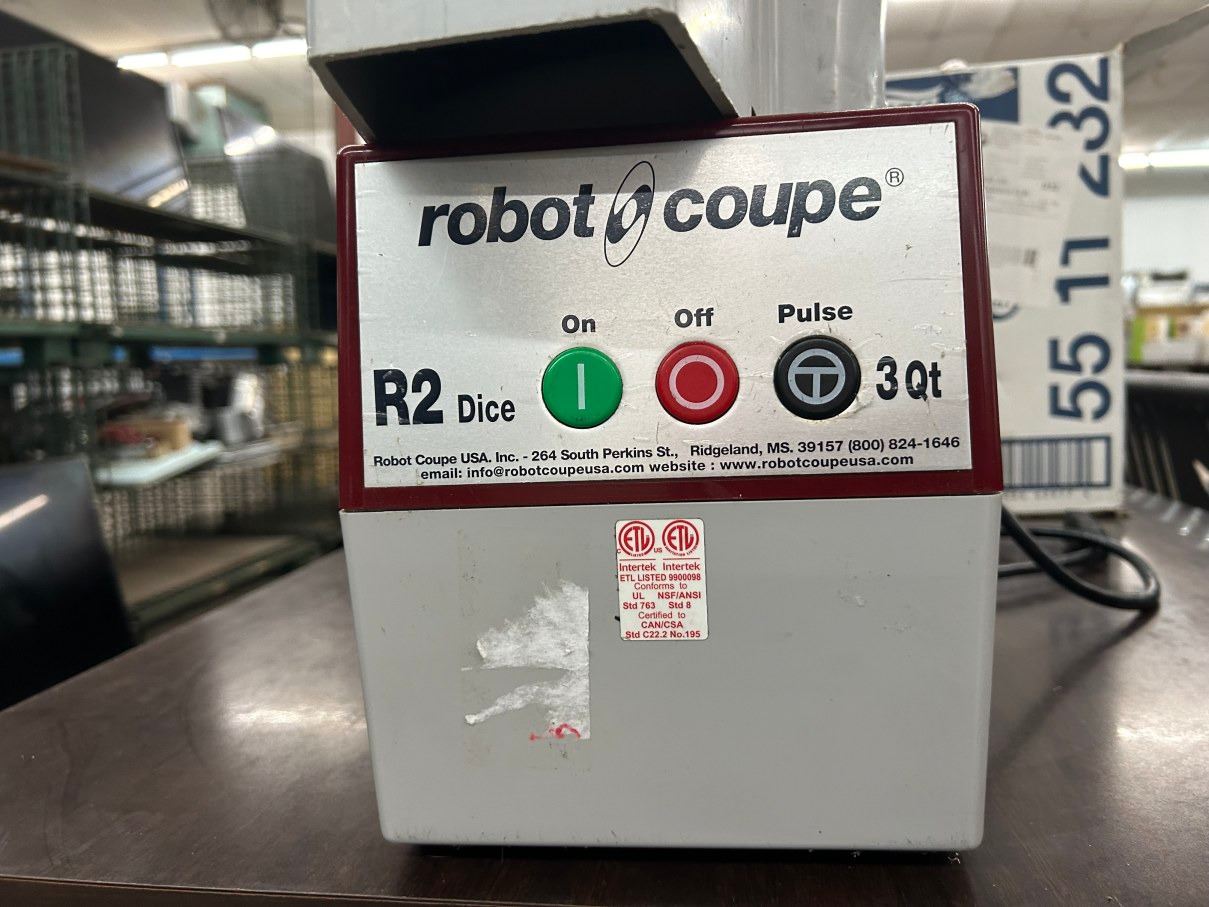 robot coupe®
On Off Pulse
R2 Dice 3 Qt
Robot Coupe USA. Inc. - 264 South Perkins St., Ridgeland, MS. 39157 (800) 824-1646
email: info@robotcoupeusa.com website : www.robotcoupeusa.com
ETL ETL
C US
Intertek Intertek
ETL LISTED 9900098
Conforms to
UL NSF/ANSI
Std 763 Std 8
Certified to
CAN/CSA
Std C22.2 No.195
55 11 232